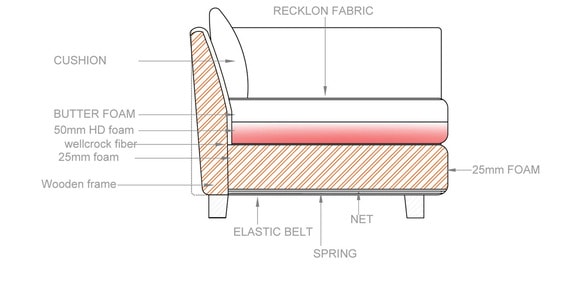 RECKLON FABRIC
CUSHION
BUTTER FOAM
50mm HD foam
wellcrock fiber
25mm foam
25mm FOAM
Wooden frame
NET
ELASTIC BELT
SPRING